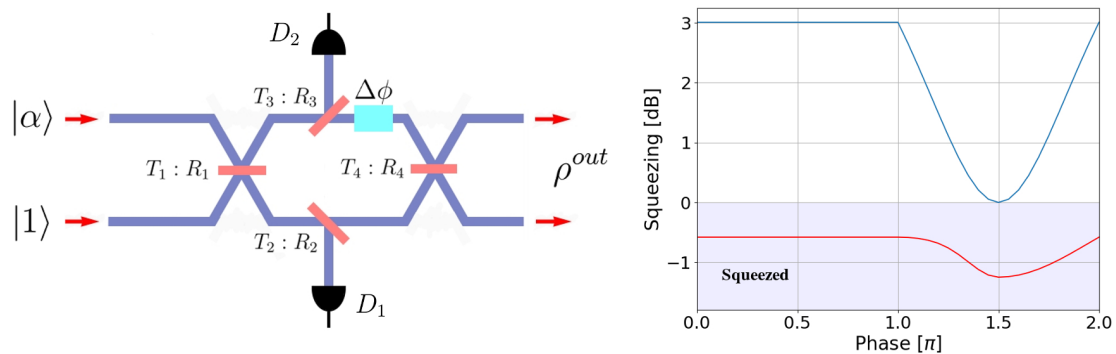 D₂
|α⟩
T₃ : R₃
Δϕ
T₁ : R₁
T₄ : R₄
ρᵒᵘᵗ
|1⟩
T₂ : R₂
D₁
Squeezing [dB]
3
2
1
0
−1
Squeezed
0.0 0.5 1.0 1.5 2.0
Phase [π]